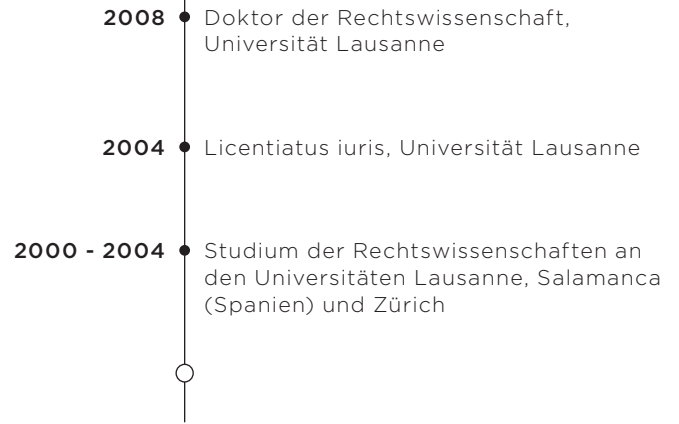 2008 Doktor der Rechtswissenschaft,
Universität Lausanne
2004 Licentiatus iuris, Universität Lausanne
2000 - 2004 Studium der Rechtswissenschaften an
den Universitäten Lausanne, Salamanca
(Spanien) und Zürich